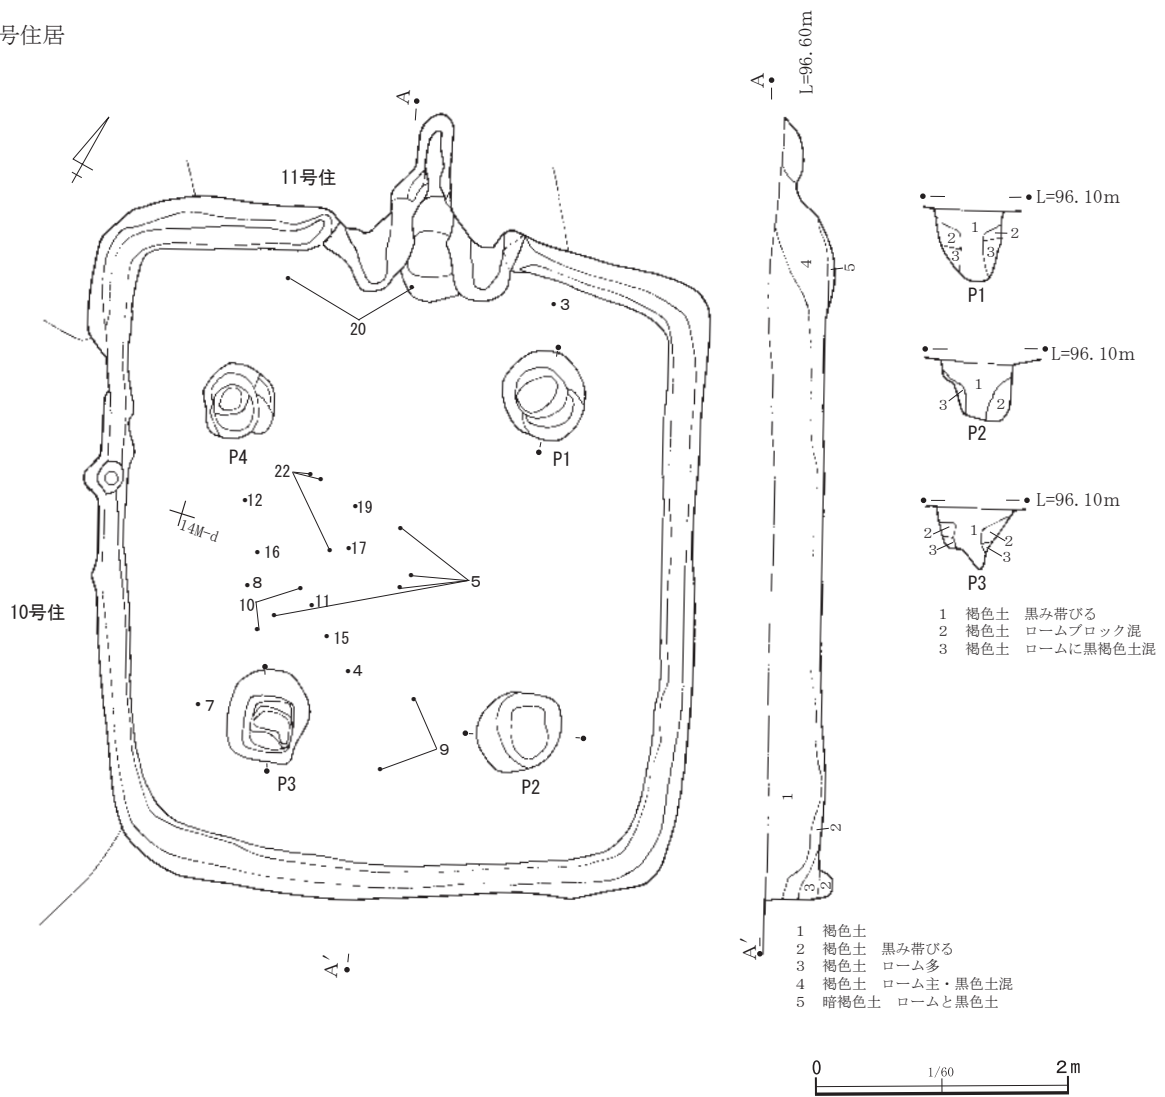 号住居
A
11号住
20
3
P4
P1
22
12
19
14M-d
16
17
8
5
10
11
10号住
15
4
7
9
P3
P2
A′
A
L=96.60m
4
5
1
2
3
2
A′
L=96.10m
1
2
2
3
3
P1
L=96.10m
1
3
2
P2
L=96.10m
1
2
2
3
3
P3
1 褐色土 黒み帯びる
2 褐色土 ロームブロック混
3 褐色土 ロームに黒褐色土混
1 褐色土
2 褐色土 黒み帯びる
3 褐色土 ローム多
4 褐色土 ローム主・黒色土混
5 暗褐色土 ロームと黒色土
0 1/60 2m